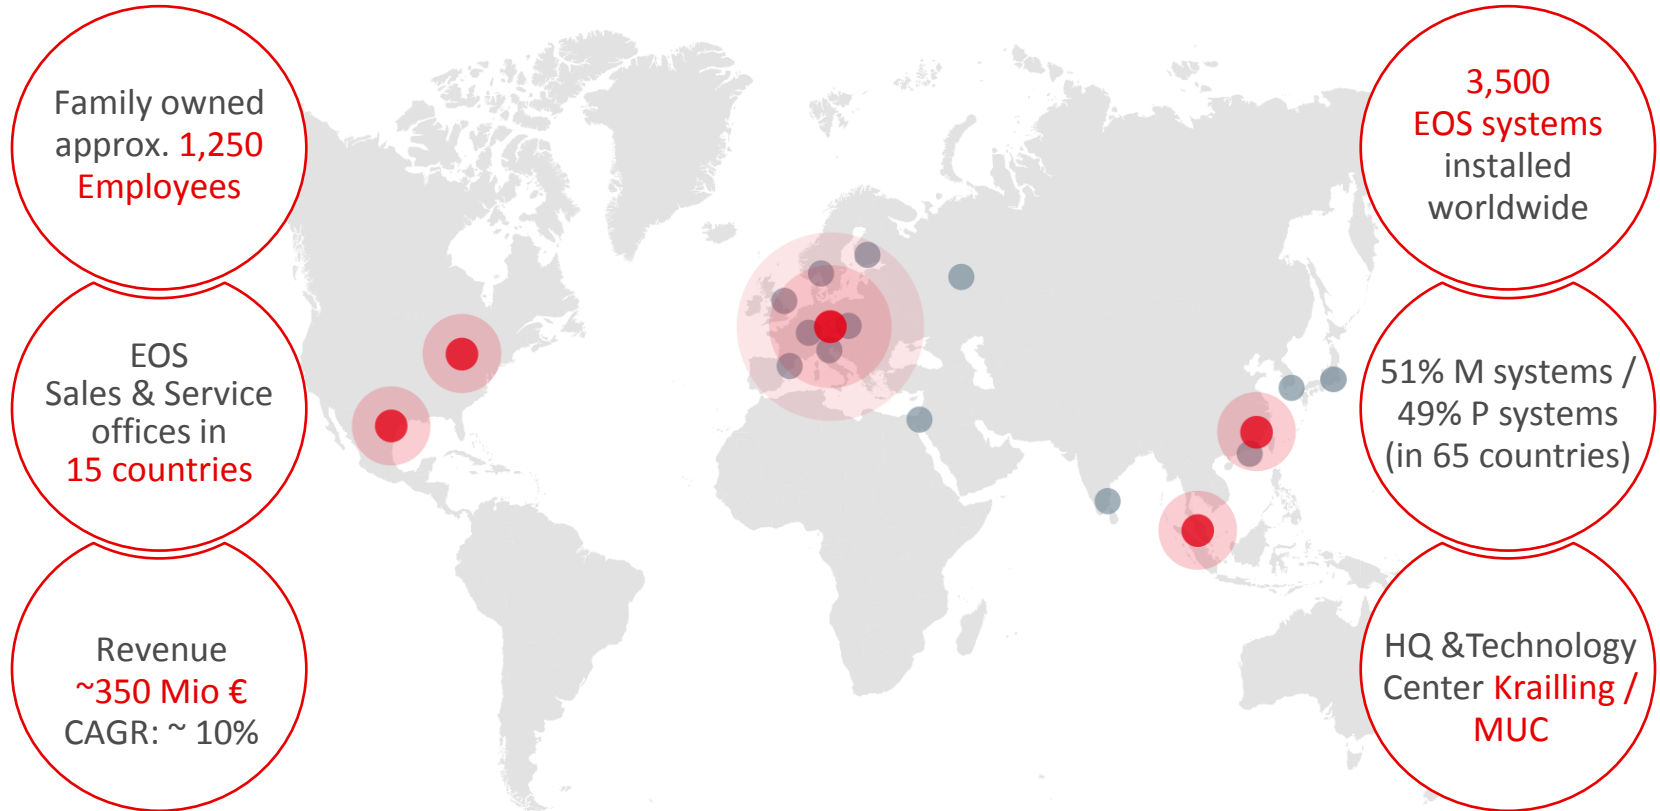 Family owned
approx. 1,250
Employees
EOS
Sales & Service
offices in
15 countries
Revenue
~350 Mio €
CAGR: ~ 10%
3,500
EOS systems
installed
worldwide
51% M systems /
49% P systems
(in 65 countries)
HQ &Technology
Center Krailling /
MUC